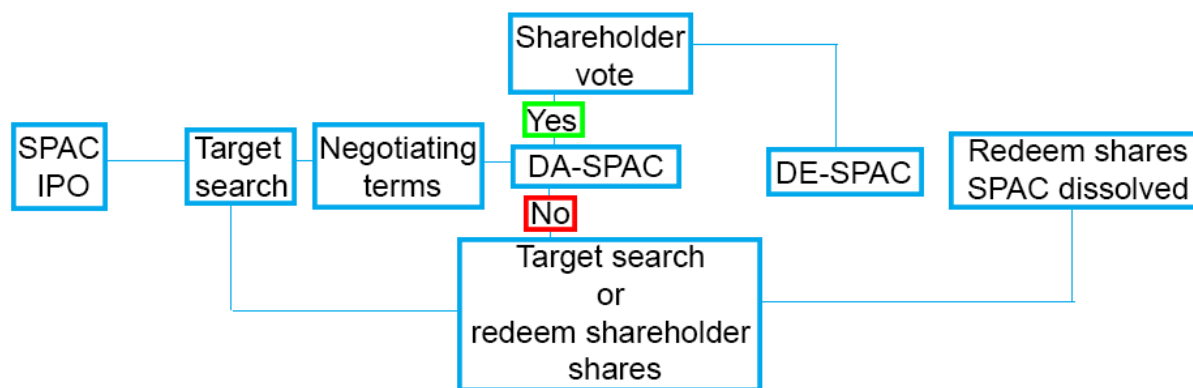 Shareholder
vote
Yes
SPAC
IPO
Target
search
Negotiating
terms
DA-SPAC
DE-SPAC
Redeem shares
SPAC dissolved
No
Target search
or
redeem shareholder
shares